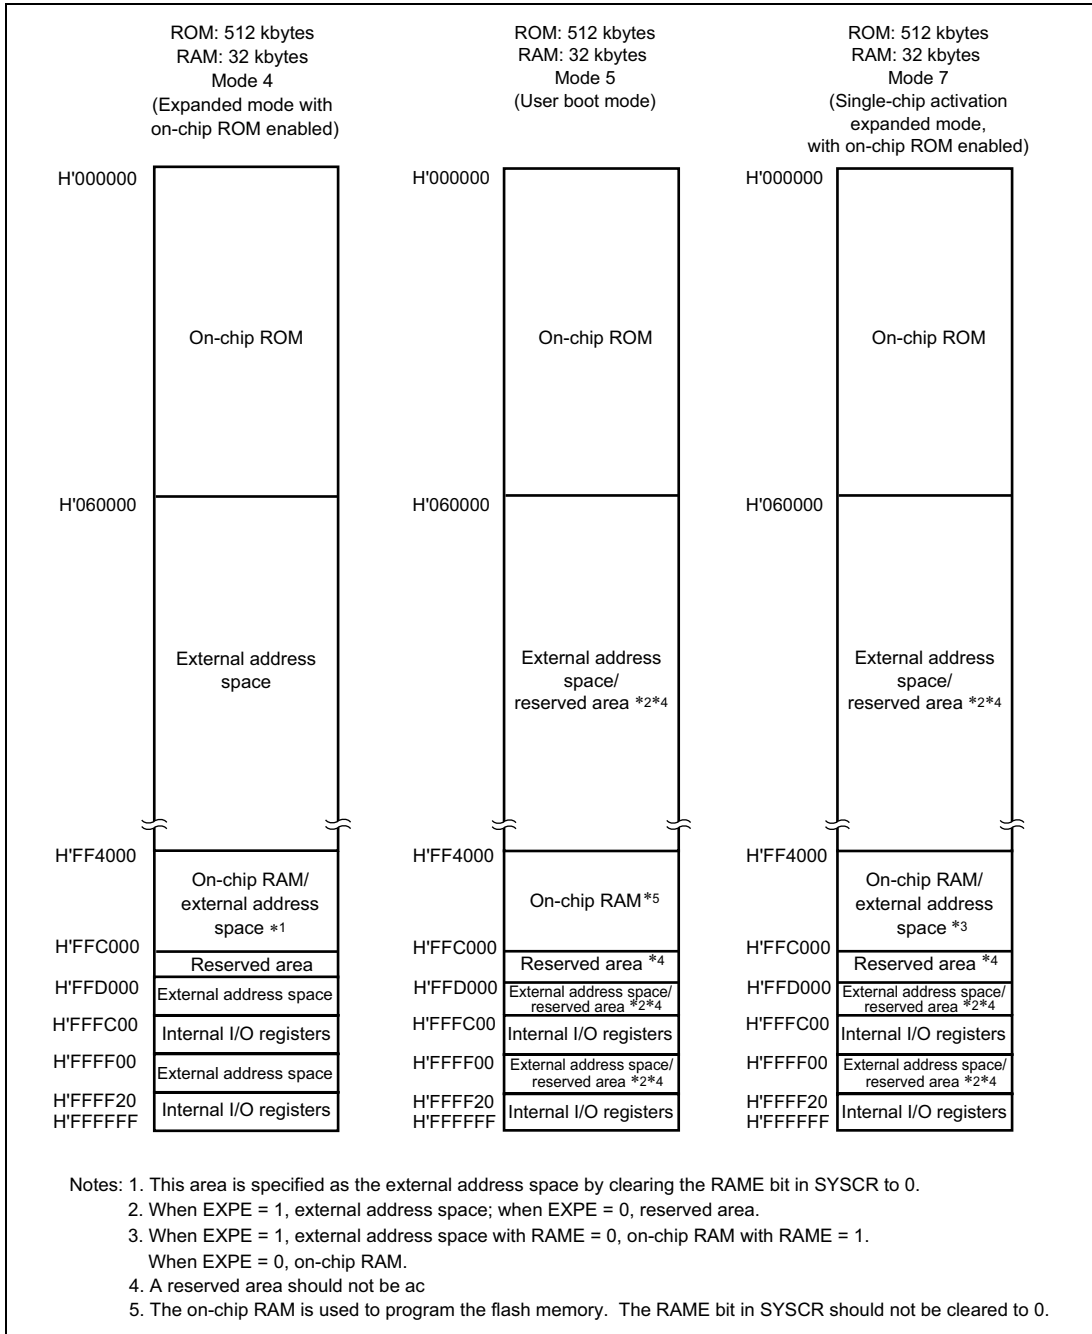 ROM: 512 kbytes
RAM: 32 kbytes
Mode 4
(Expanded mode with
on-chip ROM enabled)
H'000000
On-chip ROM
H'060000
External address
space
H'FF4000
On-chip RAM/
external address
space *1
H'FFC000
Reserved area
H'FFD000
External address space
H'FFFC00
Internal I/O registers
H'FFFF00
External address space
H'FFFF20
Internal I/O registers
H'FFFFFF
ROM: 512 kbytes
RAM: 32 kbytes
Mode 5
(User boot mode)
H'000000
On-chip ROM
H'060000
External address
space/
reserved area *2*4
H'FF4000
On-chip RAM*5
H'FFC000
Reserved area *4
H'FFD000
External address space/
reserved area *2*4
H'FFFC00
Internal I/O registers
H'FFFF00
External address space/
reserved area *2*4
H'FFFF20
Internal I/O registers
H'FFFFFF
ROM: 512 kbytes
RAM: 32 kbytes
Mode 7
(Single-chip activation
expanded mode,
with on-chip ROM enabled)
H'000000
On-chip ROM
H'060000
External address
space/
reserved area *2*4
H'FF4000
On-chip RAM/
external address
space *3
H'FFC000
Reserved area *4
H'FFD000
External address space/
reserved area *2*4
H'FFFC00
Internal I/O registers
H'FFFF00
External address space/
reserved area *2*4
H'FFFF20
Internal I/O registers
H'FFFFFF
Notes: 1. This area is specified as the external address space by clearing the RAME bit in SYSCR to 0.
2. When EXPE = 1, external address space; when EXPE = 0, reserved area.
3. When EXPE = 1, external address space with RAME = 0, on-chip RAM with RAME = 1.
When EXPE = 0, on-chip RAM.
4. A reserved area should not be ac
5. The on-chip RAM is used to program the flash memory. The RAME bit in SYSCR should not be cleared to 0.